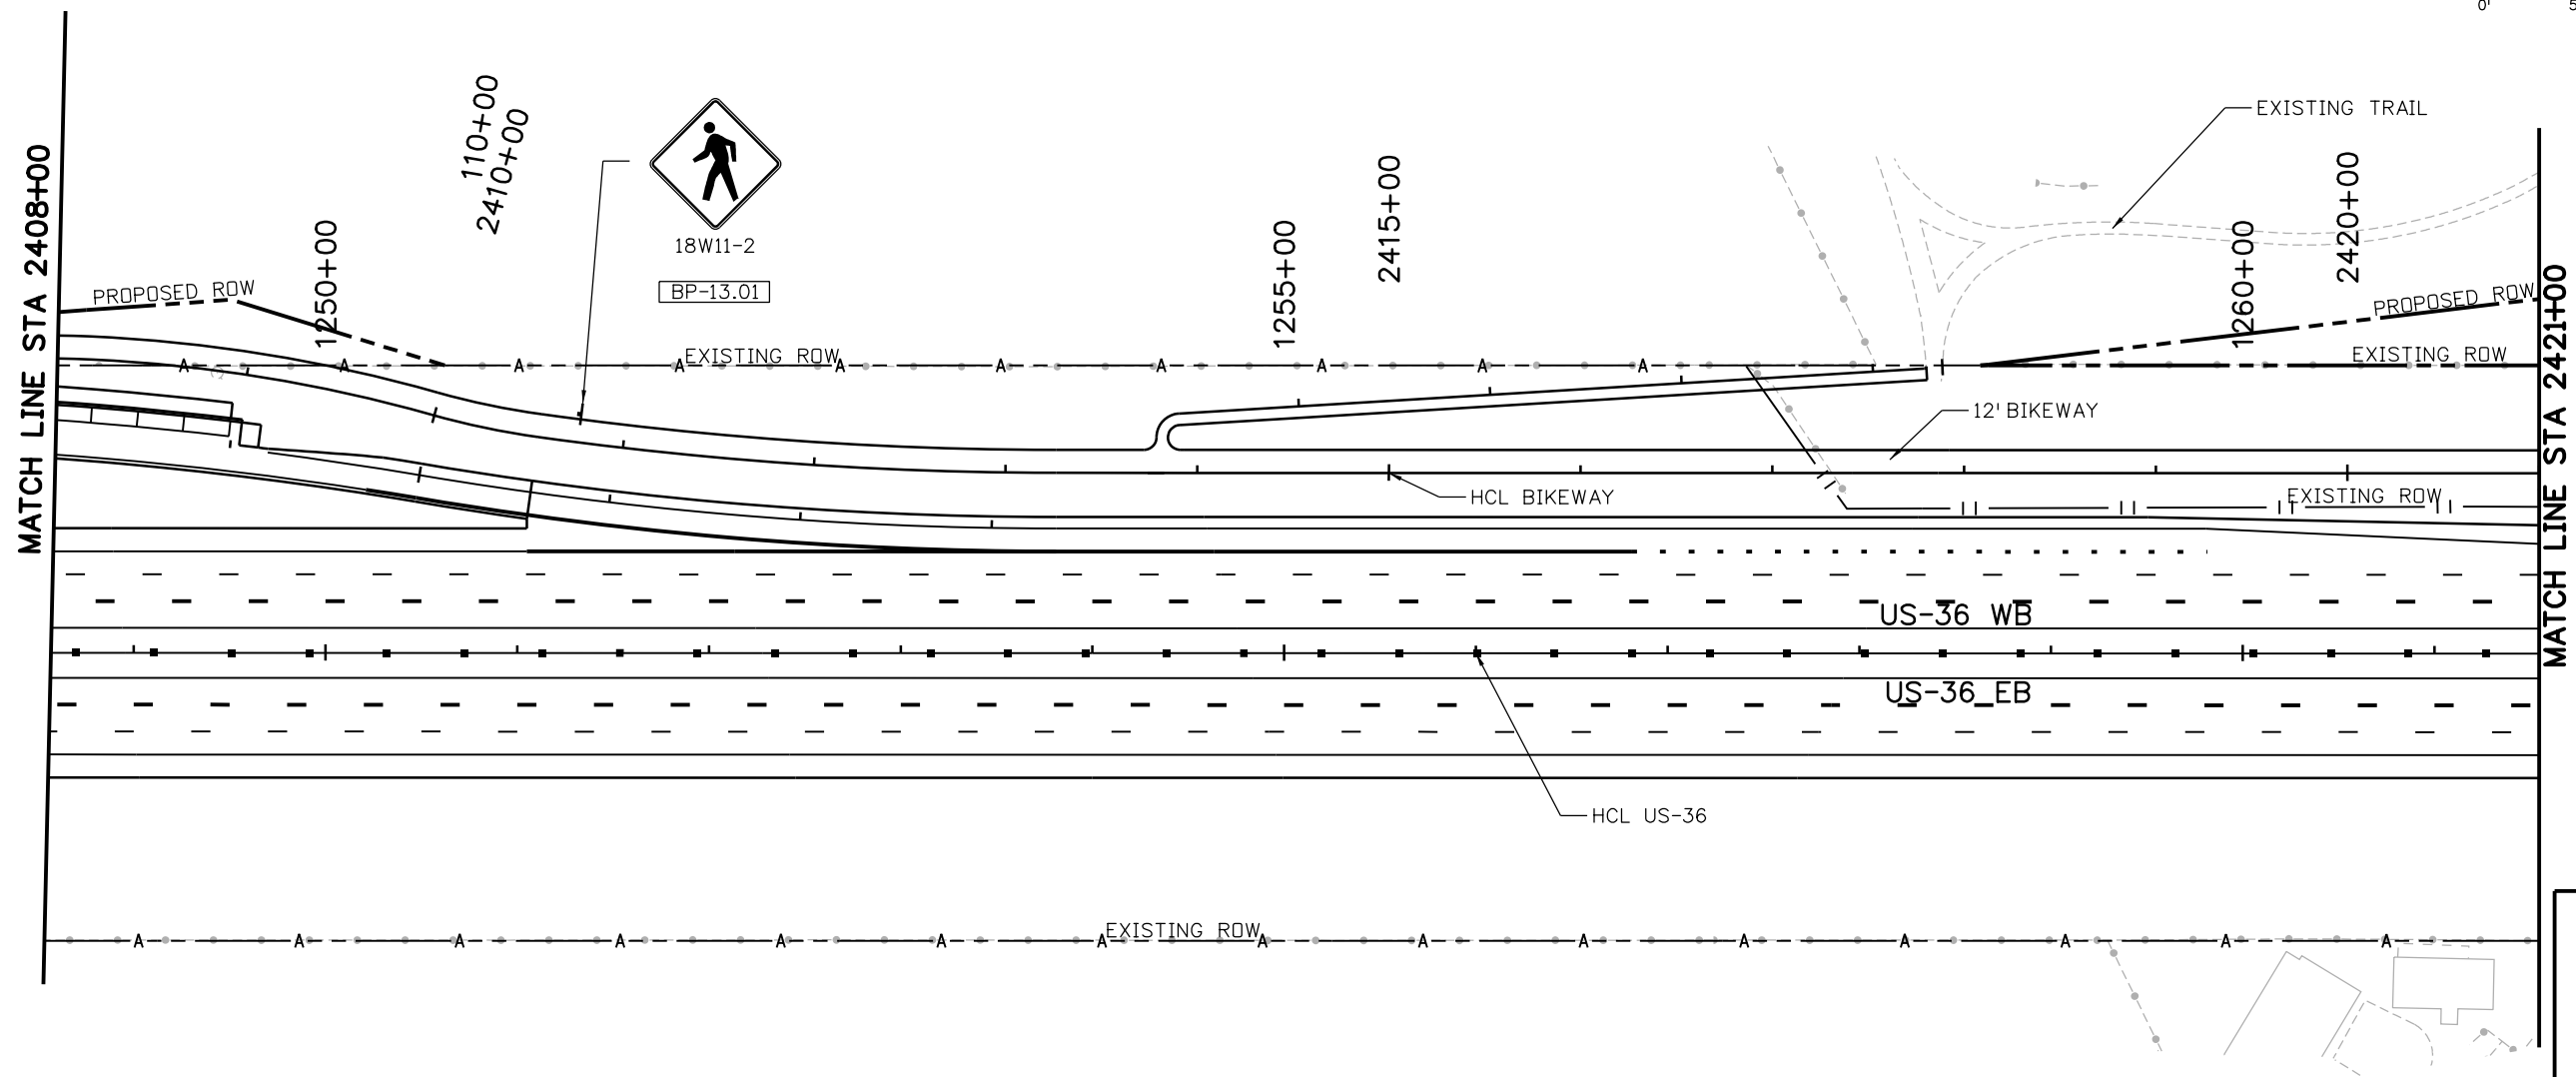 0'
5
110+00
2410+00
EXISTING TRAIL
MATCH LINE STA 2408+00
1250+00
18W11-2
BP-13.01
1255+00
2415+00
1260+00
2420+00
MATCH LINE STA 2421+00
PROPOSED ROW
PROPOSED ROW
EXISTING ROW
EXISTING ROW
A A A A A A A A A A
12' BIKEWAY
HCL BIKEWAY
EXISTING ROW
US-36 WB
US-36 EB
HCL US-36
EXISTING ROW
A A A A A A A A A A A A A A A